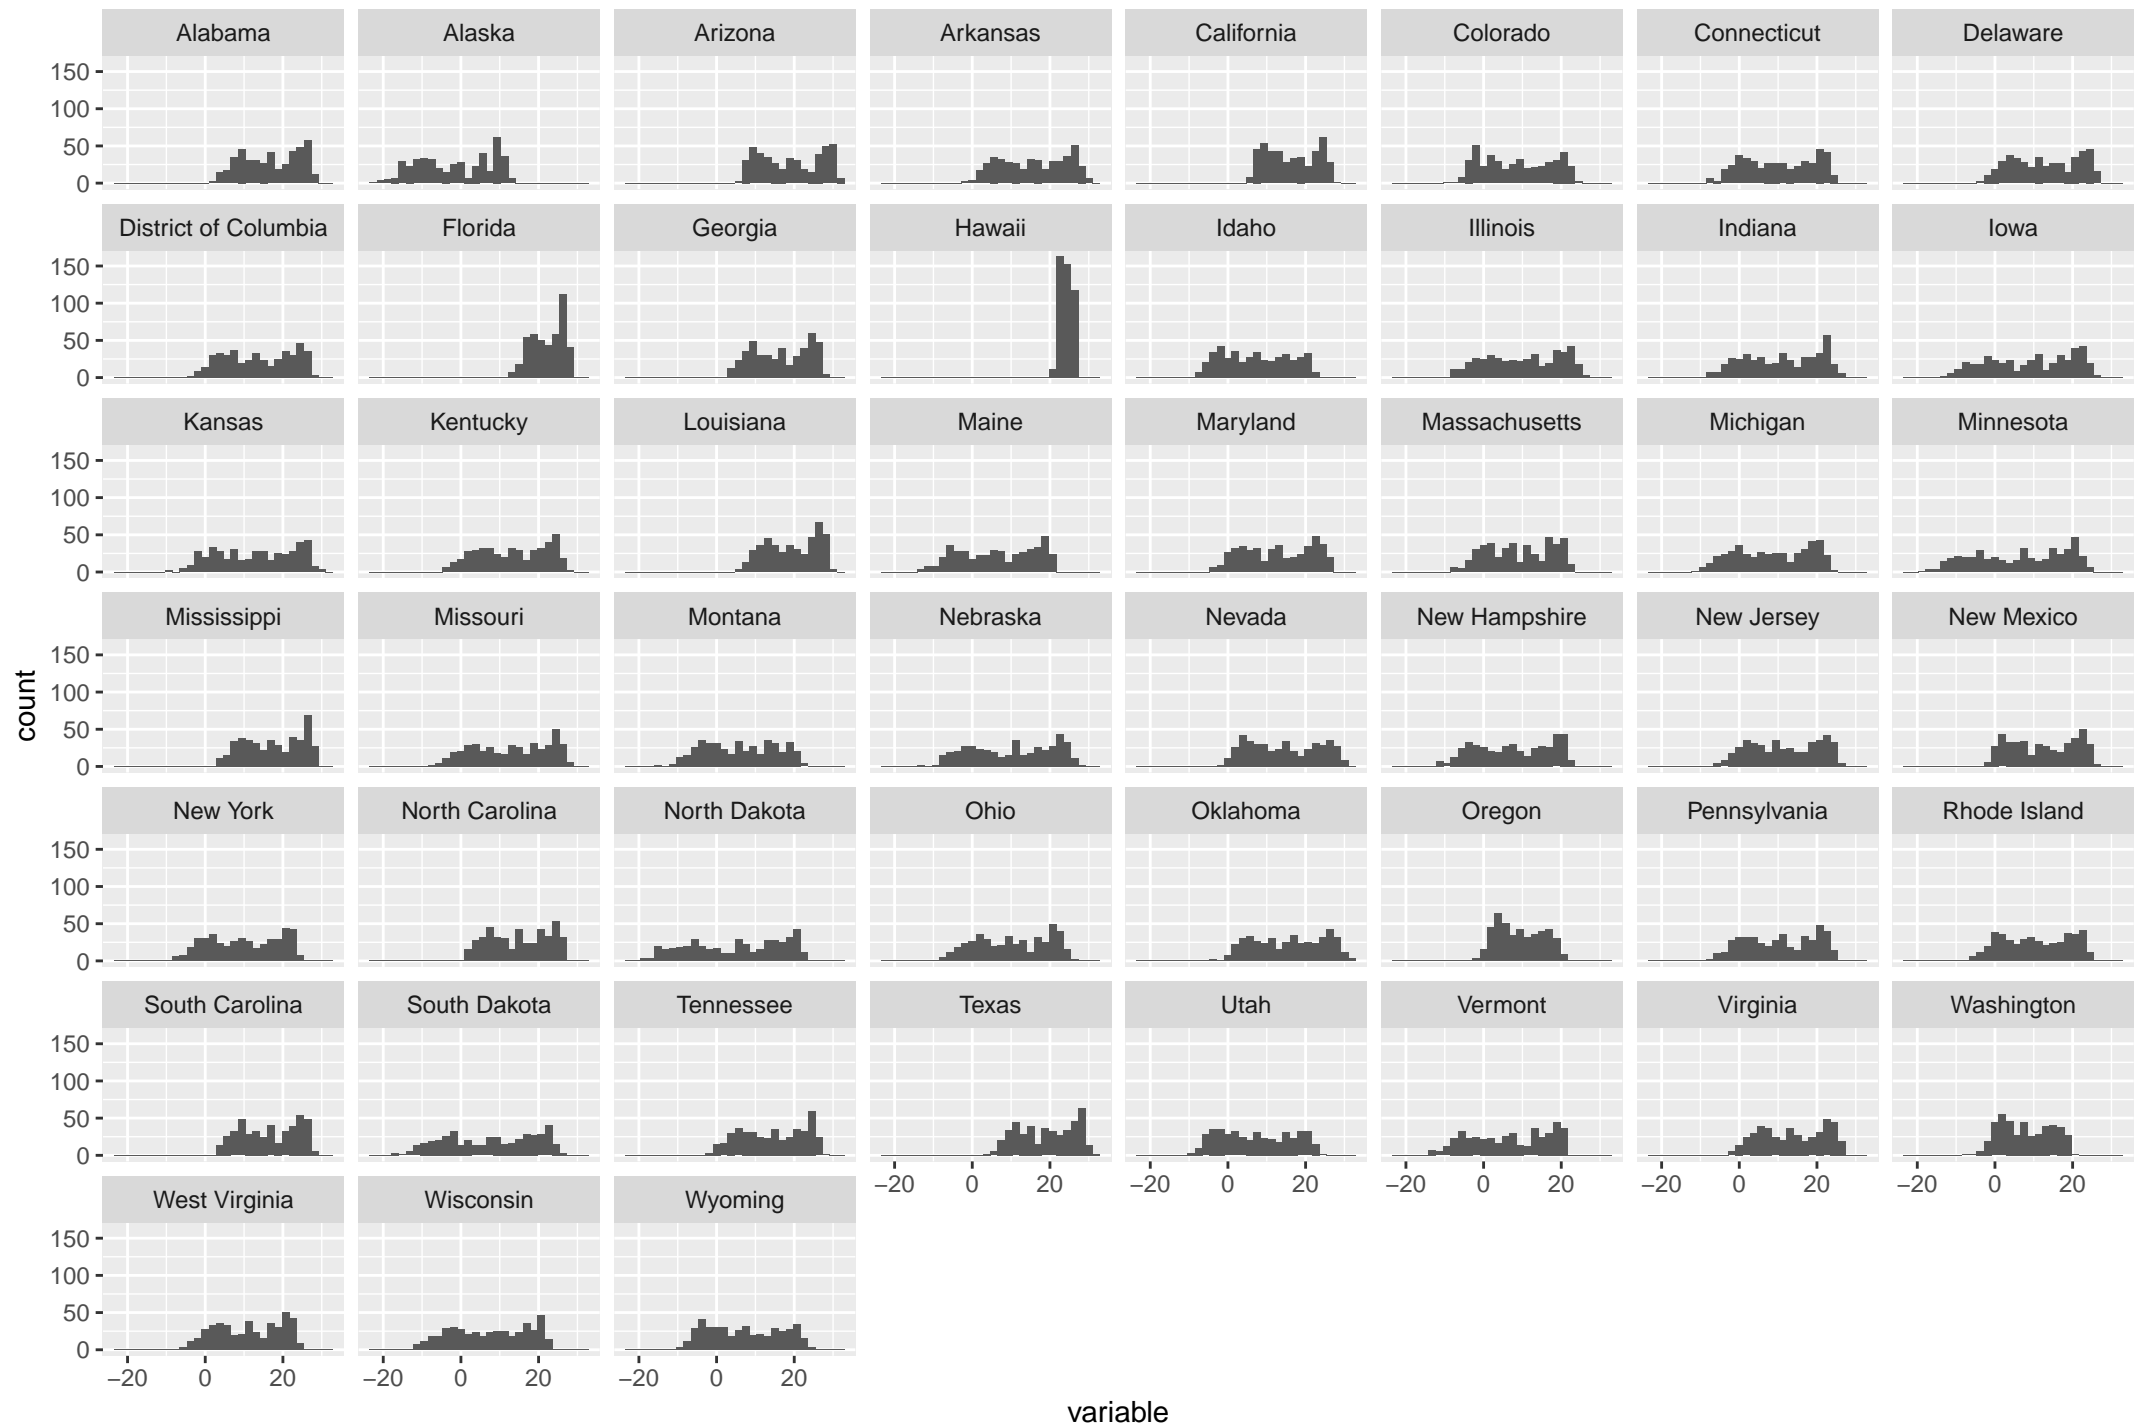 Alabama Alaska Arizona Arkansas California Colorado Connecticut Delaware
150
100
50
0
District of Columbia Florida Georgia Hawaii Idaho Illinois Indiana Iowa
150
100
50
0
Kansas Kentucky Louisiana Maine Maryland Massachusetts Michigan Minnesota
150
100
50
0
Mississippi Missouri Montana Nebraska Nevada New Hampshire New Jersey New Mexico
150
100
50
0
count
New York North Carolina North Dakota Ohio Oklahoma Oregon Pennsylvania Rhode Island
150
100
50
0
South Carolina South Dakota Tennessee Texas Utah Vermont Virginia Washington
150
100
50
0
−20 0 20 −20 0 20 −20 0 20 −20 0 20 −20 0 20
West Virginia Wisconsin Wyoming
150
100
50
0
−20 0 20 −20 0 20 −20 0 20
variable